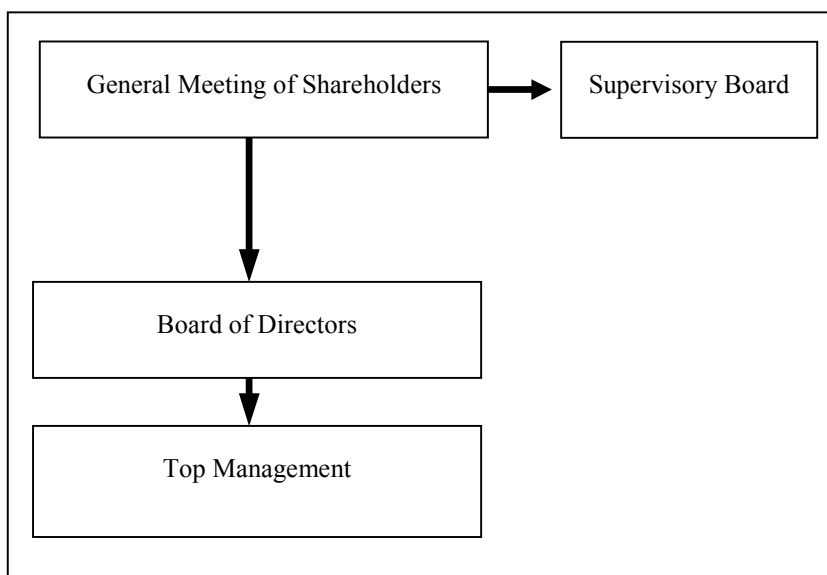 General Meeting of Shareholders
Supervisory Board
Board of Directors
Top Management